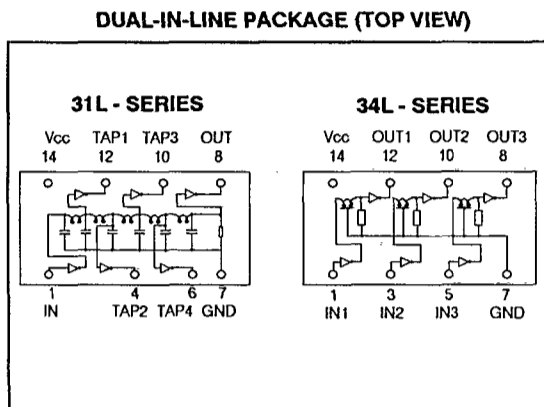 DUAL-IN-LINE PACKAGE (TOP VIEW)
31L - SERIES
Vcc TAP1 TAP3 OUT
14 12 10 8
1 4 6 7
IN TAP2 TAP4 GND
34L - SERIES
Vcc OUT1 OUT2 OUT3
14 12 10 8
1 3 5 7
IN1 IN2 IN3 GND